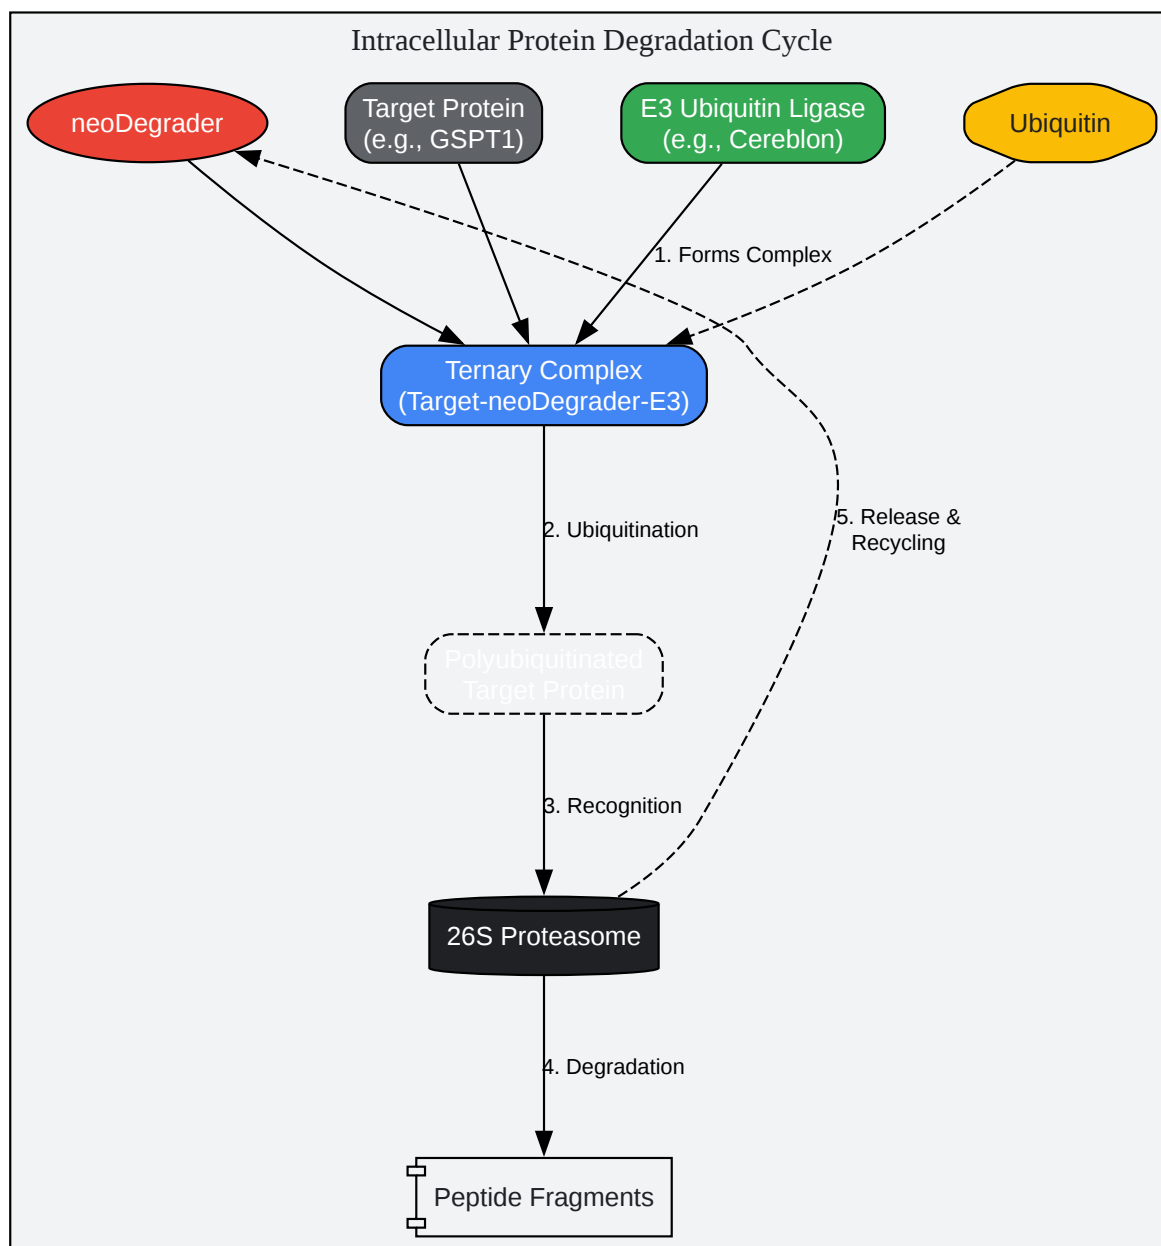 Intracellular Protein Degradation Cycle
neoDegrader
Target Protein
(e.g., GSPT1)
E3 Ubiquitin Ligase
(e.g., Cereblon)
Ubiquitin
1. Forms Complex
Ternary Complex
(Target-neoDegrader-E3)
2. Ubiquitination
5. Release &
Recycling
Polyubiquitinated
Target Protein
3. Recognition
26S Proteasome
4. Degradation
Peptide Fragments